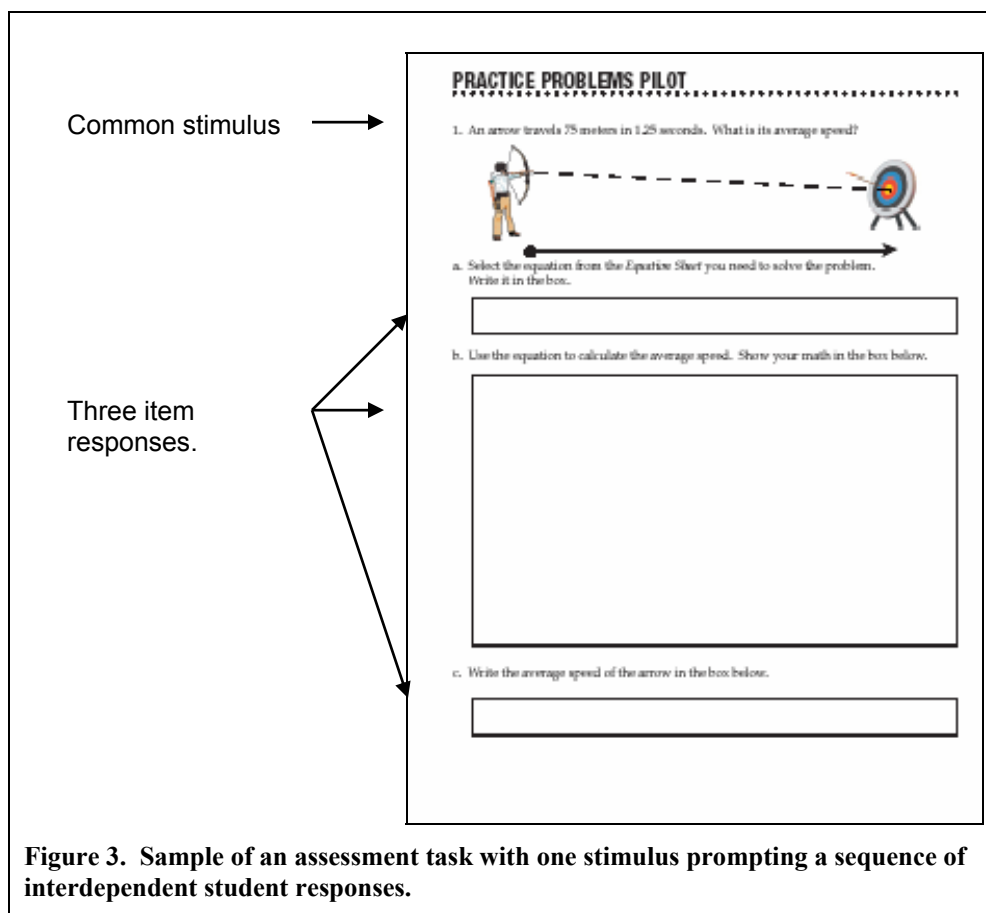 PRACTICE PROBLEMS PILOT
Common stimulus
1. An arrow travels 75 meters in 1.25 seconds. What is its average speed?
a. Select the equation from the Equation Sheet you need to solve the problem.
Write it in the box.
b. Use the equation to calculate the average speed. Show your math in the box below.
Three item
responses.
c. Write the average speed of the arrow in the box below.
Figure 3. Sample of an assessment task with one stimulus prompting a sequence of
interdependent student responses.